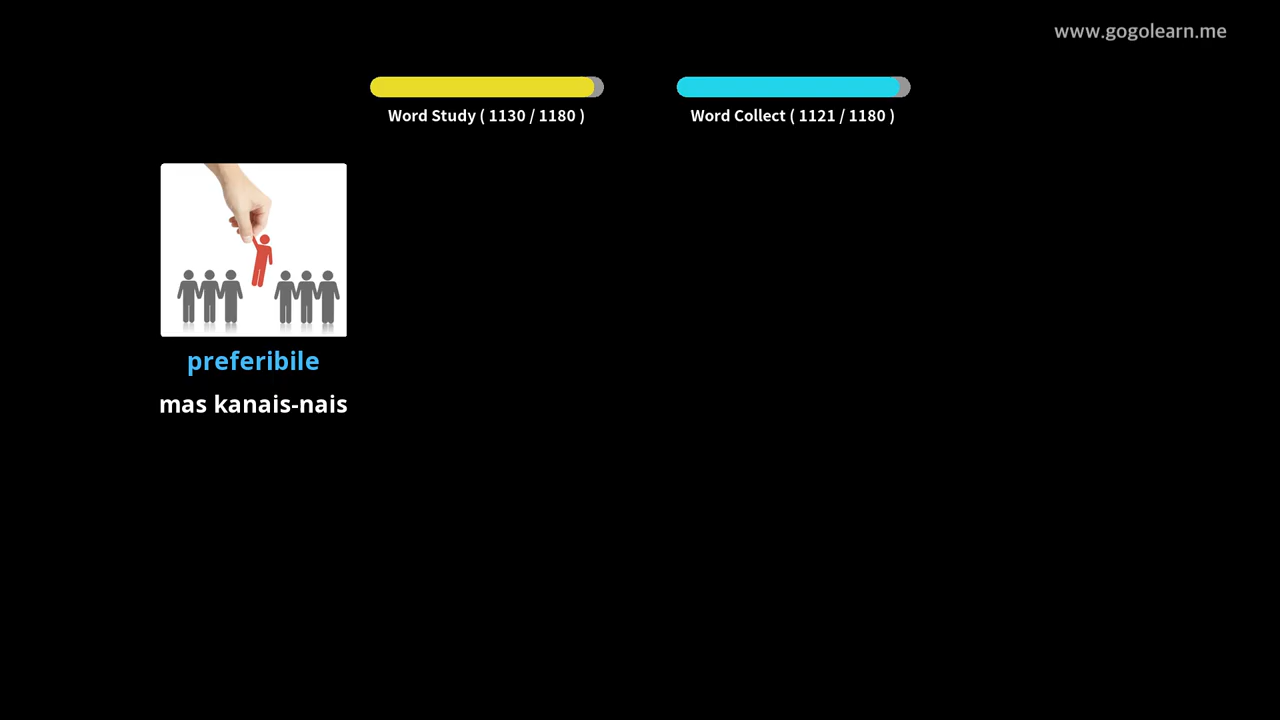 www.gogolearn.me
Word Study ( 1130 / 1180 )
Word Collect ( 1121 / 1180 )
preferibile
mas kanais-nais